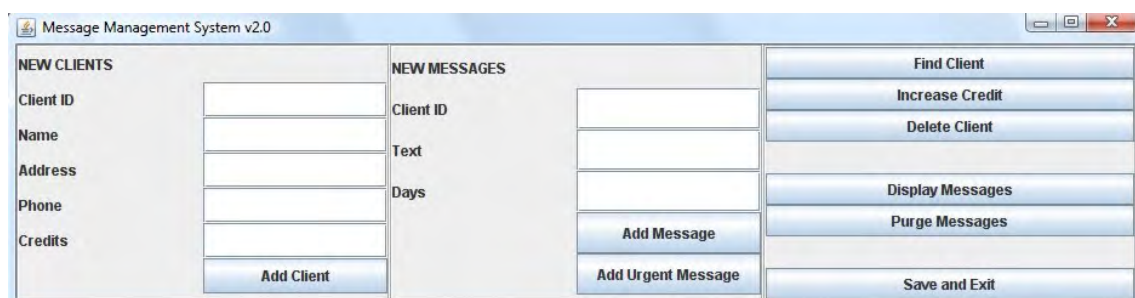 Message Management System v2.0
NEW CLIENTS
Client ID
Name
Address
Phone
Credits
Add Client
NEW MESSAGES
Client ID
Text
Days
Add Message
Add Urgent Message
Find Client
Increase Credit
Delete Client
Display Messages
Purge Messages
Save and Exit